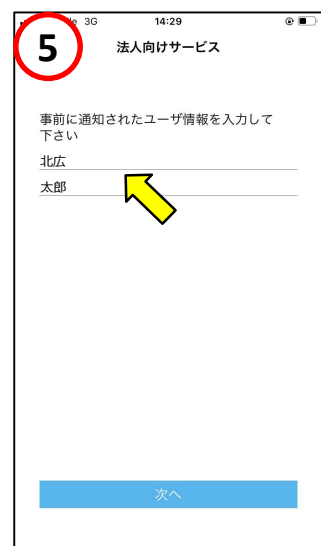 3G 14:29
5
法人向けサービス
事前に通知されたユーザ情報を入力して
下さい
北広
太郎
次へ